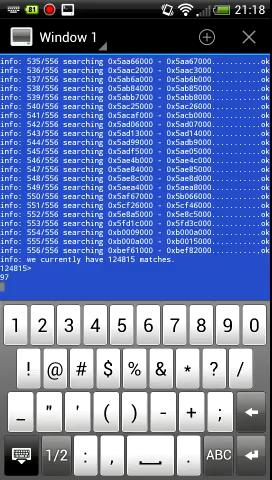 81
21:18
Window 1
info: 535/556 searching 0x5aa66000 - 0x5aa67000..........ok
info: 536/556 searching 0x5aac2000 - 0x5aac3000..........ok
info: 537/556 searching 0x5ab6a000 - 0x5ab6b000..........ok
info: 538/556 searching 0x5ab84000 - 0x5ab85000..........ok
info: 539/556 searching 0x5abb7000 - 0x5abb8000..........ok
info: 540/556 searching 0x5ac25000 - 0x5ac26000..........ok
info: 541/556 searching 0x5acaf000 - 0x5acb0000..........ok
info: 542/556 searching 0x5ad06000 - 0x5ad07000..........ok
info: 543/556 searching 0x5ad13000 - 0x5ad14000..........ok
info: 544/556 searching 0x5ad99000 - 0x5adb9000..........ok
info: 545/556 searching 0x5adf5000 - 0x5ae05000..........ok
info: 546/556 searching 0x5ae4b000 - 0x5ae4c000..........ok
info: 547/556 searching 0x5ae84000 - 0x5ae85000..........ok
info: 548/556 searching 0x5ae8c000 - 0x5ae8d000..........ok
info: 549/556 searching 0x5aea4000 - 0x5aea8000..........ok
info: 550/556 searching 0x5af67000 - 0x5b066000..........ok
info: 551/556 searching 0x5cf26000 - 0x5cf46000..........ok
info: 552/556 searching 0x5e8a5000 - 0x5e8c5000..........ok
info: 553/556 searching 0x5fd1c000 - 0x5fd3c000..........ok
info: 554/556 searching 0xb0009000 - 0xb000a000..........ok
info: 555/556 searching 0xb000a000 - 0xb0015000..........ok
info: 556/556 searching 0xbef61000 - 0xbef82000..........ok
info: we currently have 124815 matches.
124815>
97
1 2 3 4 5 6 7 8 9 0
! @ # $ % & * ? /
_ " ' ( ) - + ;
1/2 : , . ABC